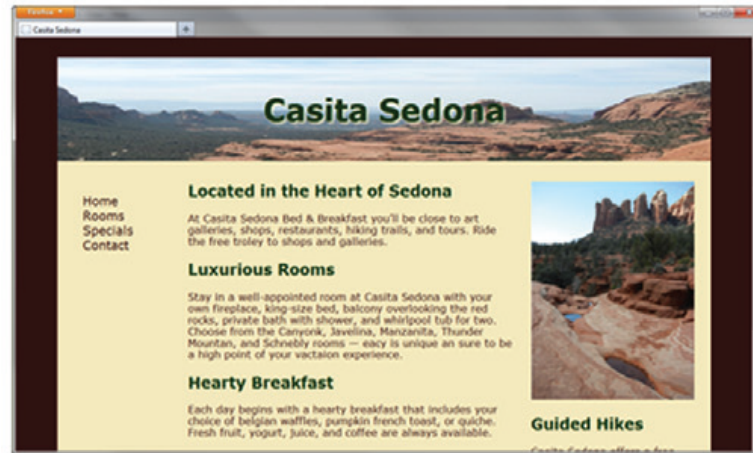 Firefox
Casita Sedona
Casita Sedona
Home
Rooms
Specials
Contact
Located in the Heart of Sedona
At Casita Sedona Bed & Breakfast you'll be close to art
galleries, shops, restaurants, hiking trails, and tours. Ride
the free troley to shops and galleries.
Luxurious Rooms
Stay in a well-appointed room at Casita Sedona with your
own fireplace, king-size bed, balcony overlooking the red
rocks, private bath with shower, and whirlpool tub for two.
Choose from the Canyonk, Javelina, Manzanita, Thunder
Mountan, and Schnebly rooms — eacy is unique an sure to be
a high point of your vactaion experience.
Hearty Breakfast
Each day begins with a hearty breakfast that includes your
choice of belgian waffles, pumpkin french toast, or quiche.
Fresh fruit, yogurt, juice, and coffee are always available.
Guided Hikes
Casita Sedona offers a free